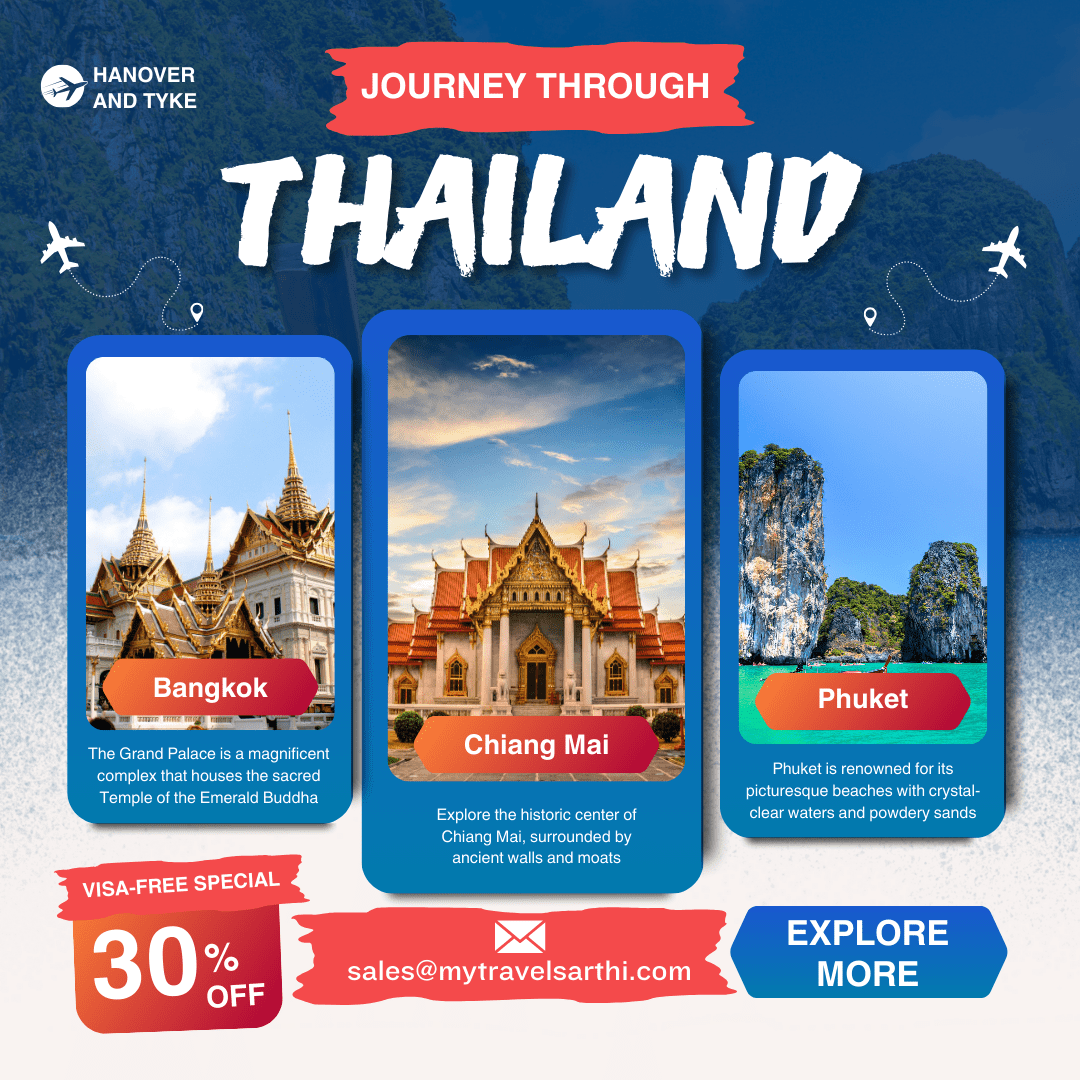 HANOVER
AND TYKE
JOURNEY THROUGH
THAILAND
Bangkok
The Grand Palace is a magnificent
complex that houses the sacred
Temple of the Emerald Buddha
Chiang Mai
Explore the historic center of
Chiang Mai, surrounded by
ancient walls and moats
Phuket
Phuket is renowned for its
picturesque beaches with crystal-
clear waters and powdery sands
VISA-FREE SPECIAL
30%
OFF
sales@mytravelsarthi.com
EXPLORE
MORE